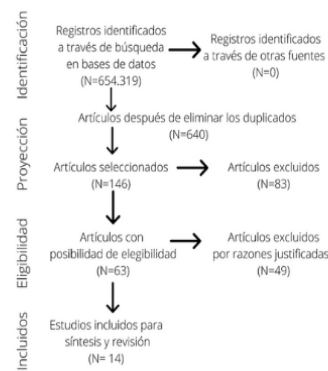 Identificación
Registros identificados
a través de búsqueda
en bases de datos
(N=654.319)
Registros identificados
a través de otras fuentes
(N=0)
Artículos después de eliminar los duplicados
(N=640)
Proyección
Artículos seleccionados
(N=146)
Artículos excluidos
(N=83)
Eligibilidad
Artículos con
posibilidad de elegibilidad
(N=63)
Artículos excluidos
por razones justificadas
(N=49)
Incluidos
Estudios incluidos para
síntesis y revisión
(N= 14)